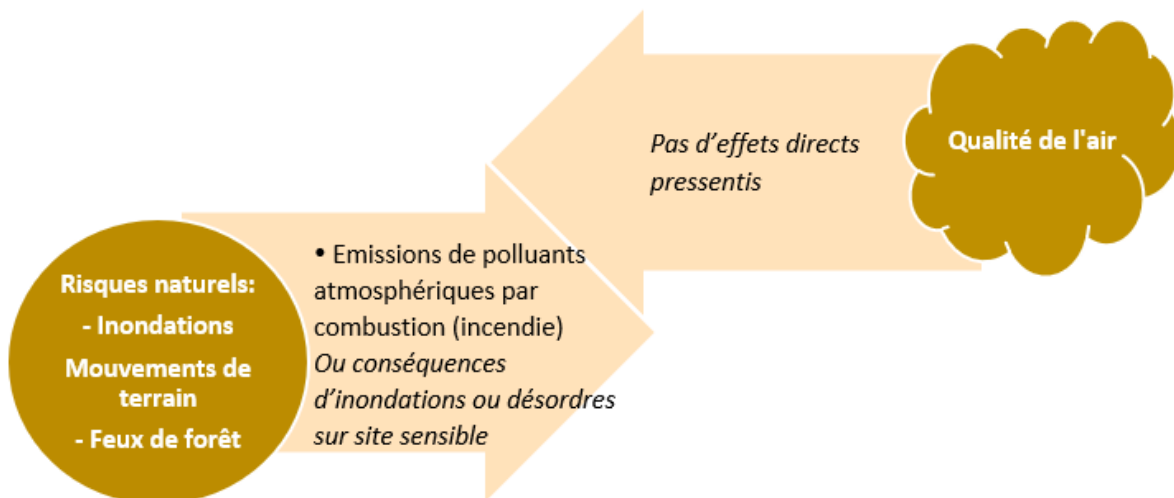 Pas d’effets directs
pressentis
Qualité de l'air
Risques naturels:
- Inondations
Mouvements de
terrain
- Feux de forêt
• Emissions de polluants
atmosphériques par
combustion (incendie)
Ou conséquences
d’inondations ou désordres
sur site sensible